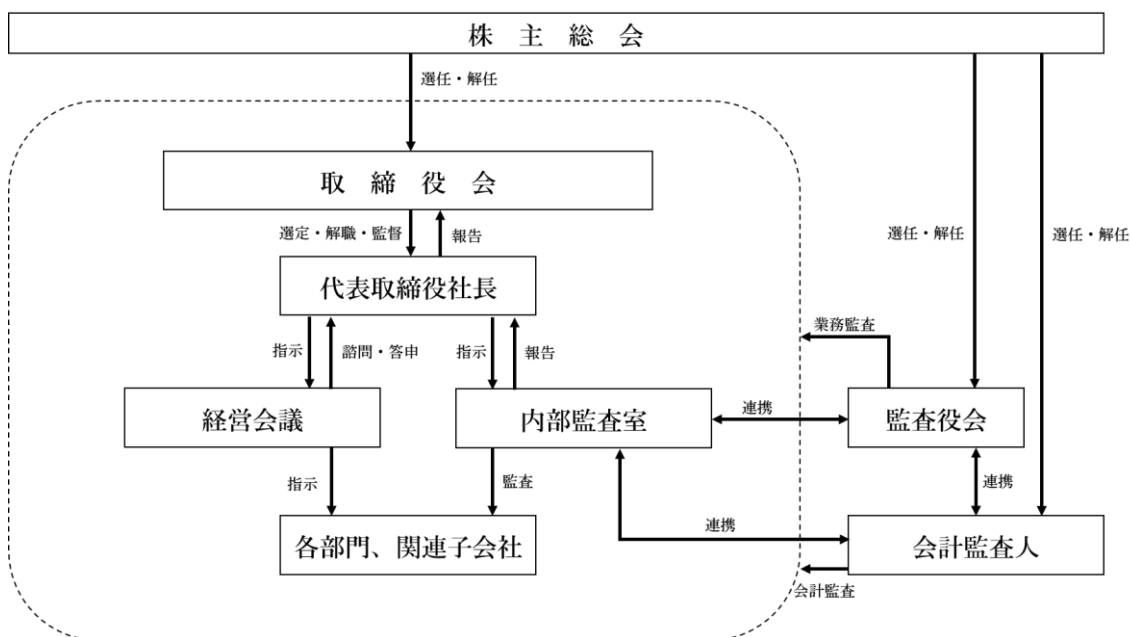 株主総会
選任・解任
取締役会
選定・解職・監督
報告
選任・解任
選任・解任
代表取締役社長
業務監査
指示
諮問・答申
指示
報告
経営会議
内部監査室
連携
監査役会
指示
監査
連携
連携
各部門、関連子会社
会計監査人
会計監査